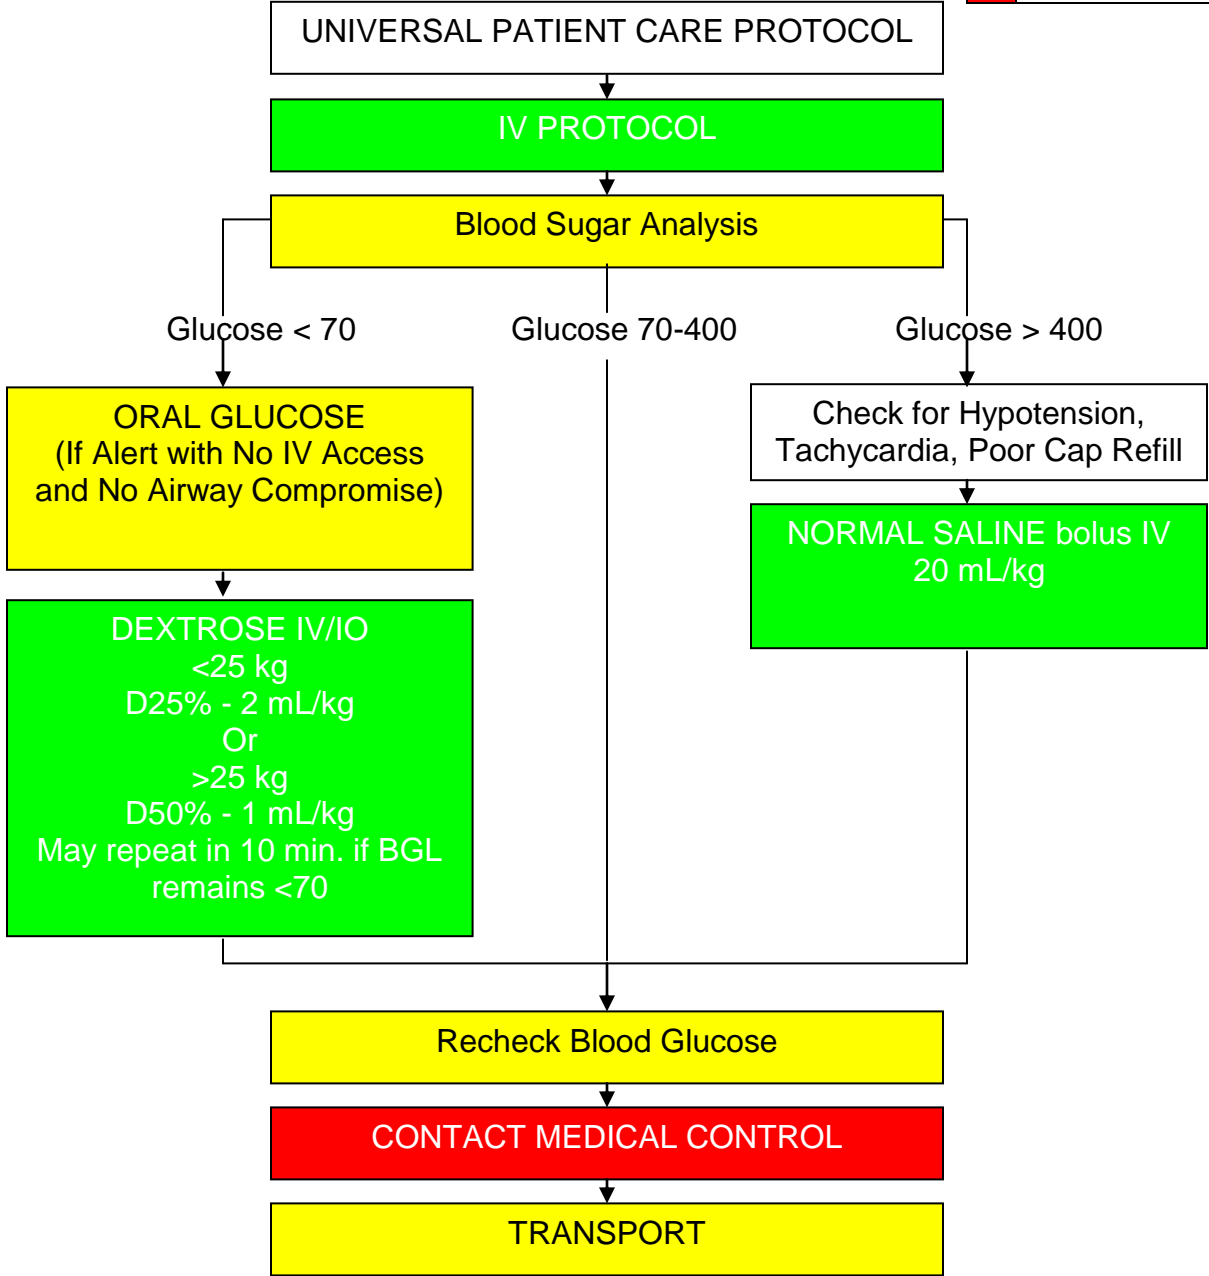 UNIVERSAL PATIENT CARE PROTOCOL
IV PROTOCOL
Blood Sugar Analysis
Glucose < 70
Glucose 70-400
Glucose > 400
ORAL GLUCOSE
(If Alert with No IV Access
and No Airway Compromise)
Check for Hypotension,
Tachycardia, Poor Cap Refill
NORMAL SALINE bolus IV
20 mL/kg
DEXTROSE IV/IO
<25 kg
D25% - 2 mL/kg
Or
>25 kg
D50% - 1 mL/kg
May repeat in 10 min. if BGL
remains <70
Recheck Blood Glucose
CONTACT MEDICAL CONTROL
TRANSPORT